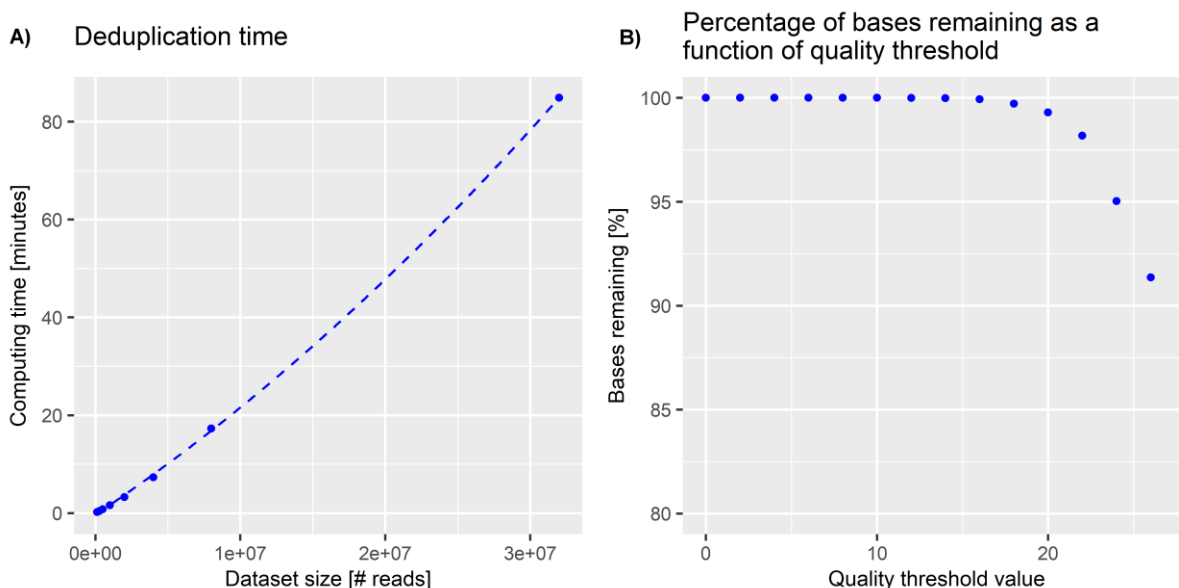 A)
Deduplication time
Computing time [minutes]
80
60
40
20
0
0e+00
1e+07
2e+07
3e+07
Dataset size [# reads]
B)
Percentage of bases remaining as a
function of quality threshold
Bases remaining [%]
100
95
90
85
80
0
10
20
Quality threshold value